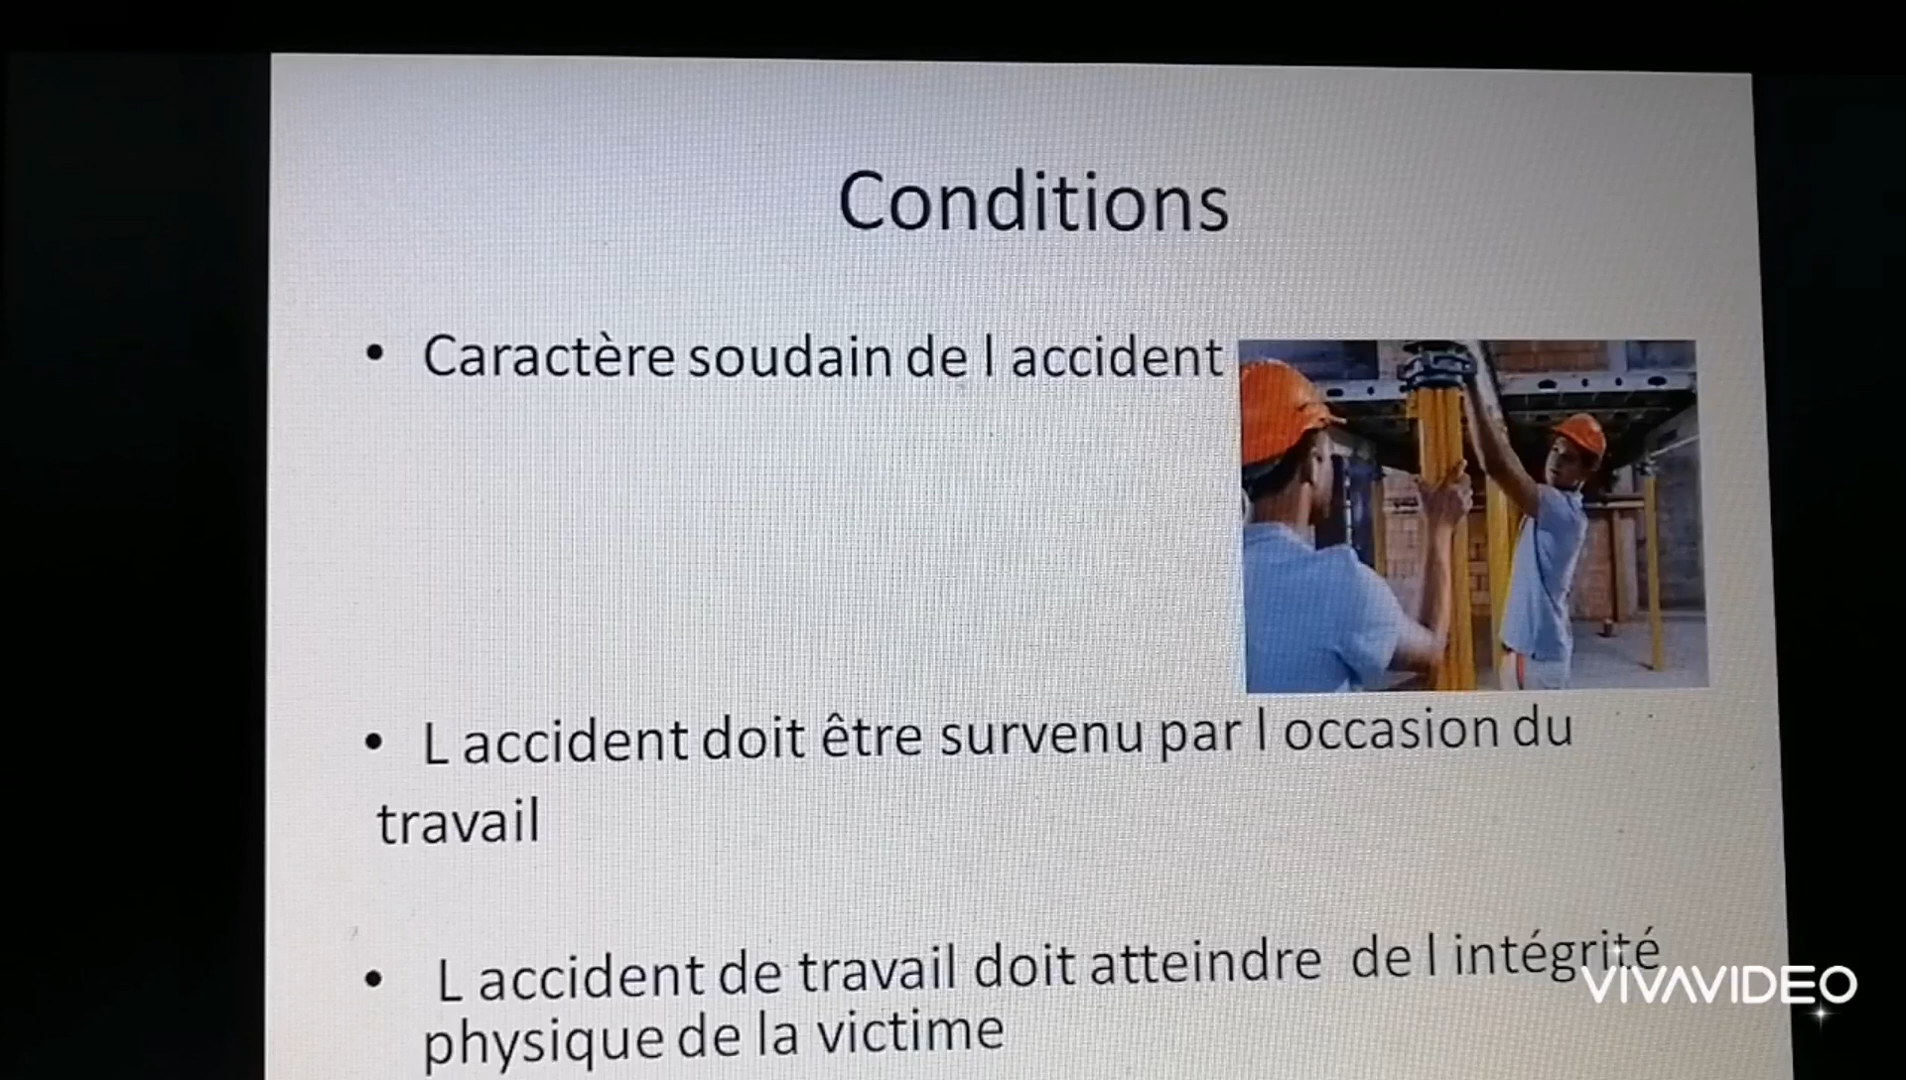 Conditions
• Caractère soudain de l accident
• L accident doit être survenu par l occasion du
travail
• L accident de travail doit atteindre de l intégrité
physique de la victime
VIVAVIDEO